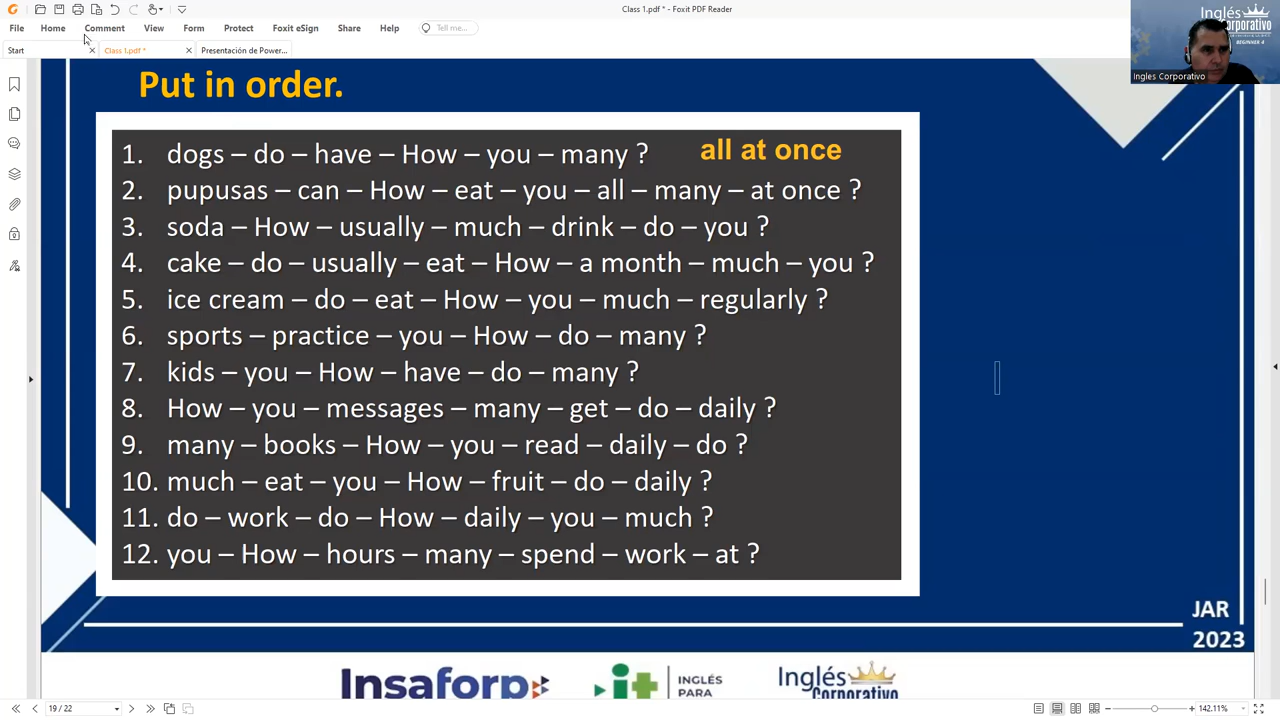 Class 1.pdf * - Foxit PDF Reader
File Home Comment View Form Protect Foxit eSign Share Help Tell me...
Start Class 1.pdf * Presentación de Power...
Inglés
Corporativo
BEGINNER 4
Ingles Corporativo
Put in order.
all at once
1. dogs – do – have – How – you – many ?
2. pupusas – can – How – eat – you – all – many – at once ?
3. soda – How – usually – much – drink – do – you ?
4. cake – do – usually – eat – How – a month – much – you ?
5. ice cream – do – eat – How – you – much – regularly ?
6. sports – practice – you – How – do – many ?
7. kids – you – How – have – do – many ?
8. How – you – messages – many – get – do – daily ?
9. many – books – How – you – read – daily – do ?
10. much – eat – you – How – fruit – do – daily ?
11. do – work – do – How – daily – you – much ?
12. you – How – hours – many – spend – work – at ?
JAR
2023
Insaforp
it INGLÉS
PARA
Inglés
Corporativo
19 / 22
142.11%